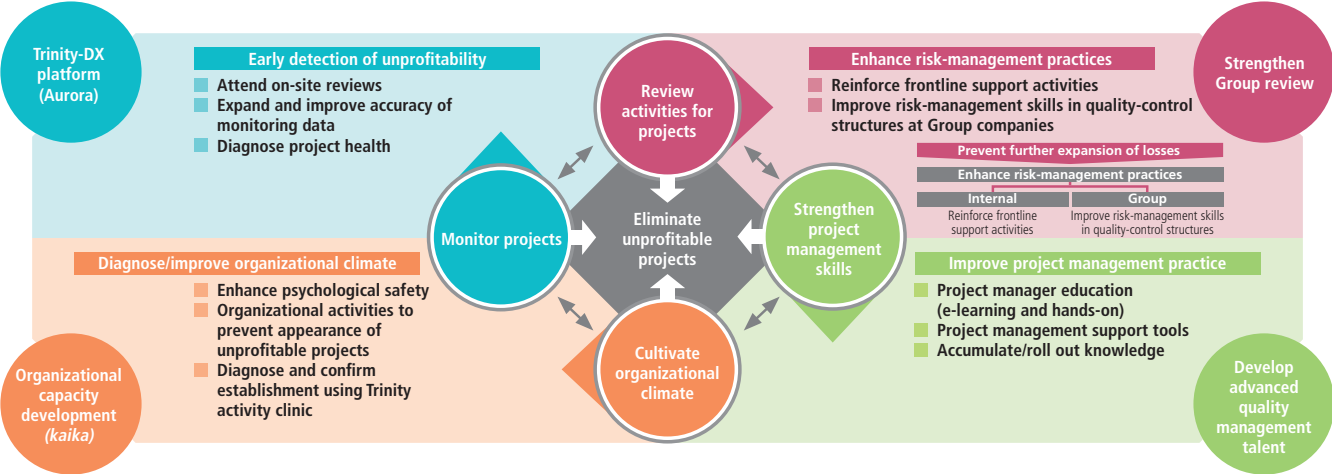 Trinity-DX
platform
(Aurora)
Early detection of unprofitability
Attend on-site reviews
Expand and improve accuracy of
monitoring data
Diagnose project health
Review
activities for
projects
Enhance risk-management practices
Reinforce frontline support activities
Improve risk-management skills in quality-control
structures at Group companies
Strengthen
Group review
Prevent further expansion of losses
Enhance risk-management practices
Internal
Group
Reinforce frontline
support activities
Improve risk-management skills
in quality-control structures
Monitor projects
Eliminate
unprofitable
projects
Strengthen
project
management
skills
Diagnose/improve organizational climate
Enhance psychological safety
Organizational activities to
prevent appearance of
unprofitable projects
Diagnose and confirm
establishment using Trinity
activity clinic
Organizational
capacity
development
(kaika)
Cultivate
organizational
climate
Improve project management practice
Project manager education
(e-learning and hands-on)
Project management support tools
Accumulate/roll out knowledge
Develop
advanced
quality
management
talent